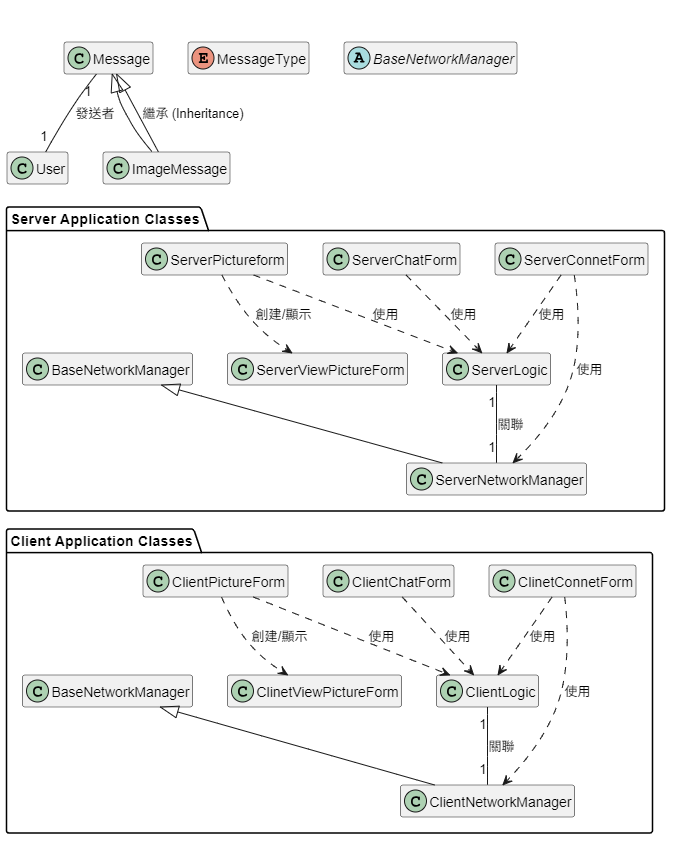 C Message
E MessageType
A BaseNetworkManager
1
發送者
繼承 (Inheritance)
1
C User
C ImageMessage
Server Application Classes
C ServerPictureform
C ServerChatForm
C ServerConnetForm
創建/顯示
使用
使用
使用
C BaseNetworkManager
C ServerViewPictureForm
C ServerLogic
使用
1
關聯
1
C ServerNetworkManager
Client Application Classes
C ClientPictureForm
C ClientChatForm
C ClinetConnetForm
創建/顯示
使用
使用
使用
C BaseNetworkManager
C ClinetViewPictureForm
C ClientLogic
使用
1
關聯
1
C ClientNetworkManager